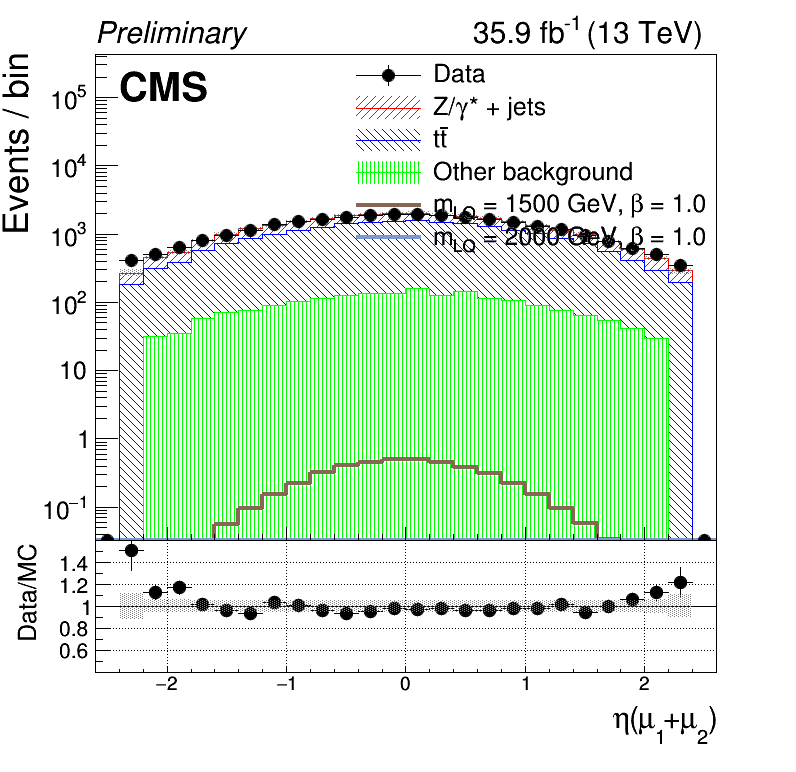 Preliminary 35.9 fb⁻¹ (13 TeV)
CMS
Data
Z/γ* + jets
tt̄
Other background
m_LQ = 1500 GeV, β = 1.0
m_LQ = 2000 GeV, β = 1.0
Events / bin
10⁵
10⁴
10³
10²
10
1
10⁻¹
Data/MC
1.4
1.2
1
0.8
0.6
−2 −1 0 1 2
η(μ₁+μ₂)